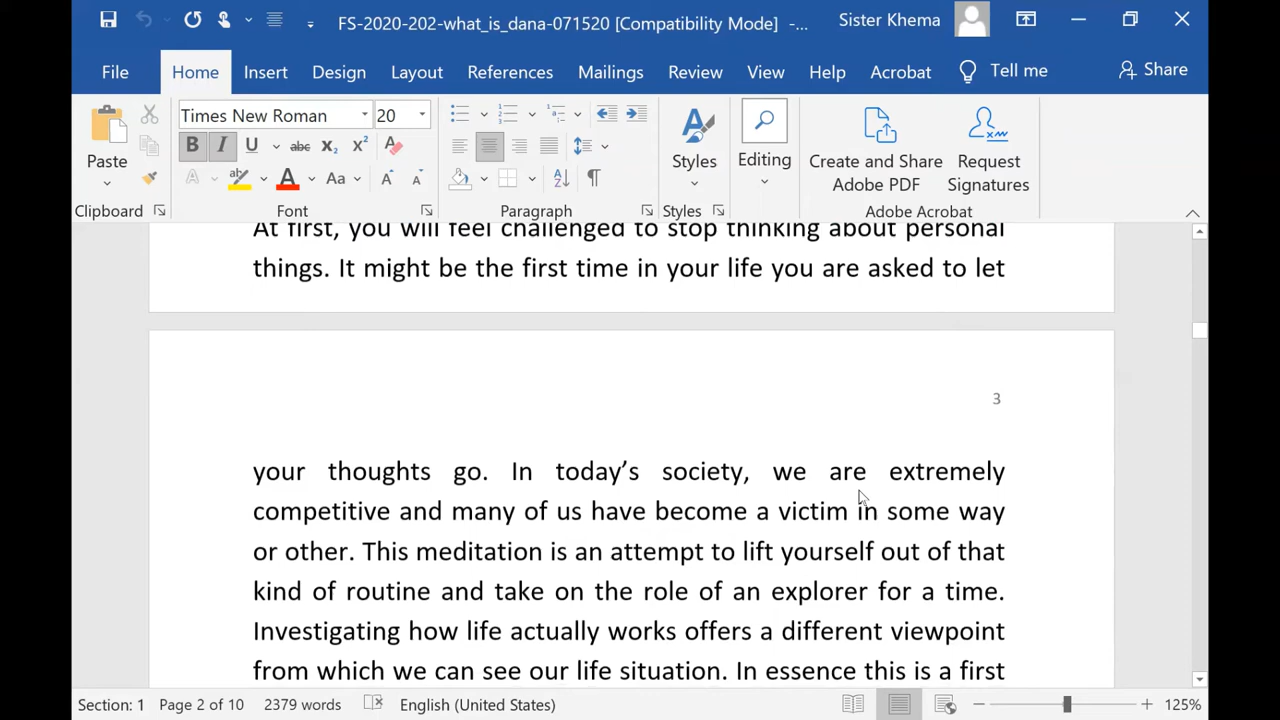 FS-2020-202-what_is_dana-071520 [Compatibility Mode] -... Sister Khema
File Home Insert Design Layout References Mailings Review View Help Acrobat Tell me Share
Times New Roman 20
Paste
Styles
Editing
Create and Share Adobe PDF
Request Signatures
Clipboard Font Paragraph Styles Adobe Acrobat
At first, you will feel challenged to stop thinking about personal
things. It might be the first time in your life you are asked to let
3
your thoughts go. In today’s society, we are extremely
competitive and many of us have become a victim in some way
or other. This meditation is an attempt to lift yourself out of that
kind of routine and take on the role of an explorer for a time.
Investigating how life actually works offers a different viewpoint
from which we can see our life situation. In essence this is a first
Section: 1 Page 2 of 10 2379 words English (United States) 125%